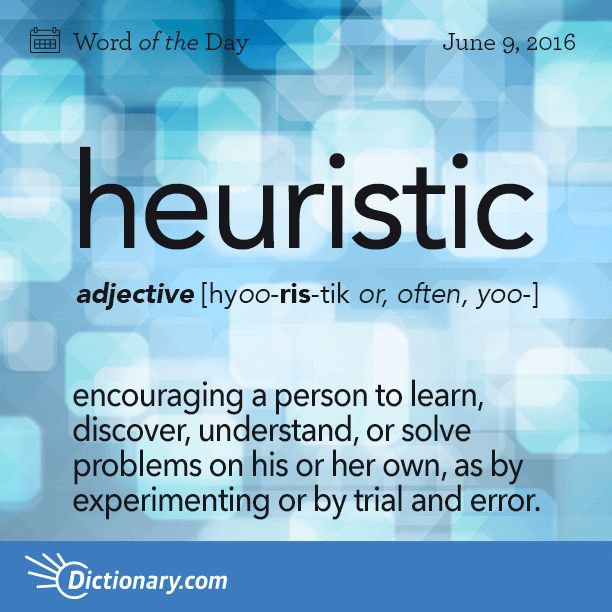 Word of the Day
June 9, 2016
heuristic
adjective [hyoo-ris-tik or, often, yoo-]
encouraging a person to learn,
discover, understand, or solve
problems on his or her own, as by
experimenting or by trial and error.
Dictionary.com